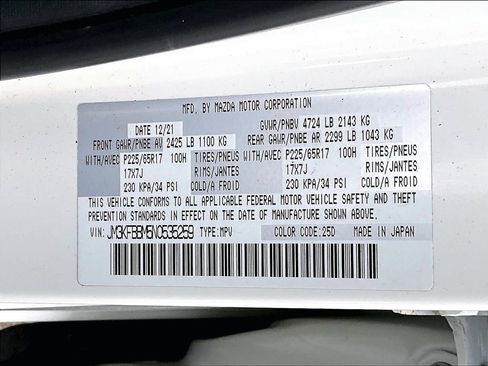 MFD. BY MAZDA MOTOR CORPORATION
DATE 12/21 GVWR/PNBV 4724 LB 2143 KG
FRONT GAWR/PNBE AV 2425 LB 1100 KG REAR GAWR/PNBE AR 2299 LB 1043 KG
WITH/AVEC P225/65R17 100H TIRES/PNEUS WITH/AVEC P225/65R17 100H TIRES/PNEUS
17X7J RIMS/JANTES 17X7J RIMS/JANTES
230 KPA/34 PSI COLD/A FROID 230 KPA/34 PSI COLD/A FROID
THIS VEHICLE CONFORMS TO ALL APPLICABLE FEDERAL MOTOR VEHICLE SAFETY AND THEFT
PREVENTION STANDARDS IN EFFECT ON THE DATE OF MANUFACTURE SHOWN ABOVE.
VIN: JM3KFBBM5N0535259 TYPE:MPV COLOR CODE:25D MADE IN JAPAN